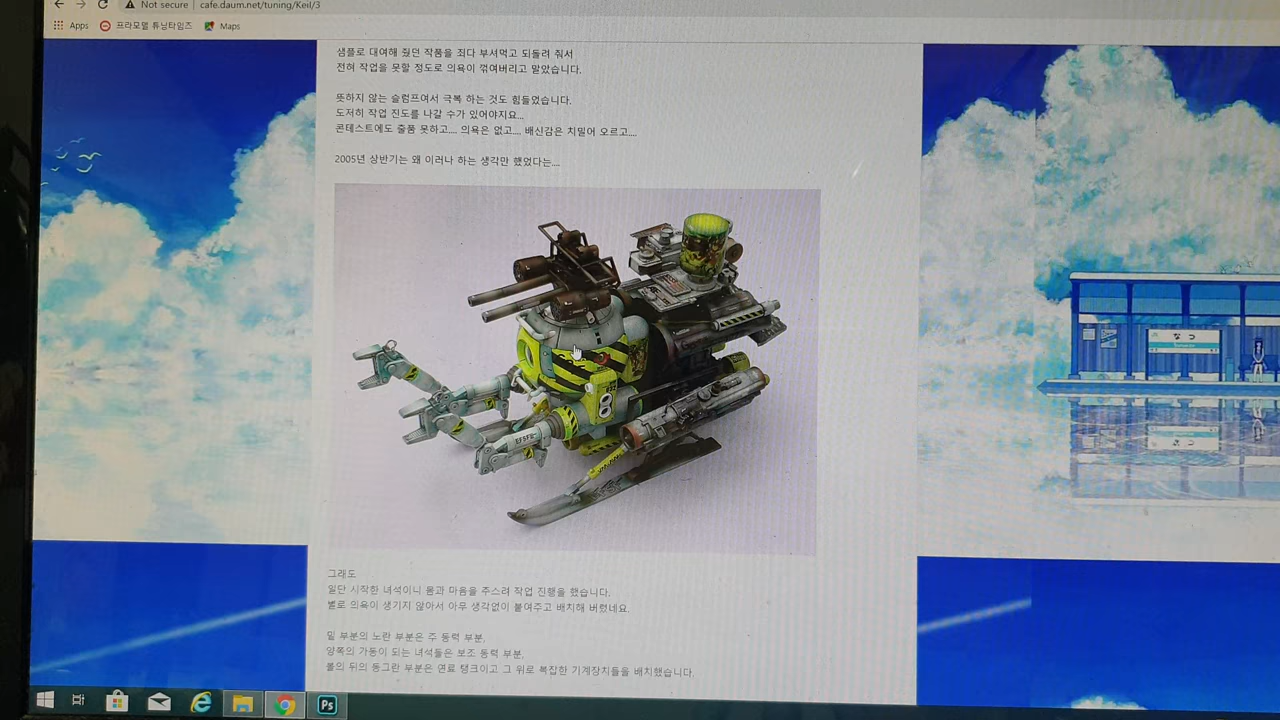 Not secure | cafe.daum.net/tuning/Keil/3
Apps 프라모델 튜닝타임즈 Maps
샘플로 대여해 줬던 작품을 죄다 부셔먹고 되돌려 줘서
전혀 작업을 못할 정도로 의욕이 꺾여버리고 말았습니다.
뜻하지 않는 슬럼프여서 극복 하는 것도 힘들었습니다.
도저히 작업 진도를 나갈 수가 있어야지요...
콘테스트에도 출품 못하고.... 의욕은 없고.... 배신감은 치밀어 오르고....
2005년 상반기는 왜 이러나 하는 생각만 했었다는....
なつ
なつ
그래도
일단 시작한 녀석이니 몸과 마음을 추스려 작업 진행을 했습니다.
별로 의욕이 생기지 않아서 아무 생각없이 붙여주고 배치해 버렸네요.
밑 부분의 노란 부분은 주 동력 부분,
양쪽의 가동이 되는 녀석들은 보조 동력 부분,
볼의 뒤의 동그란 부분은 연료 탱크이고 그 위로 복잡한 기계장치들을 배치했습니다.
Ps